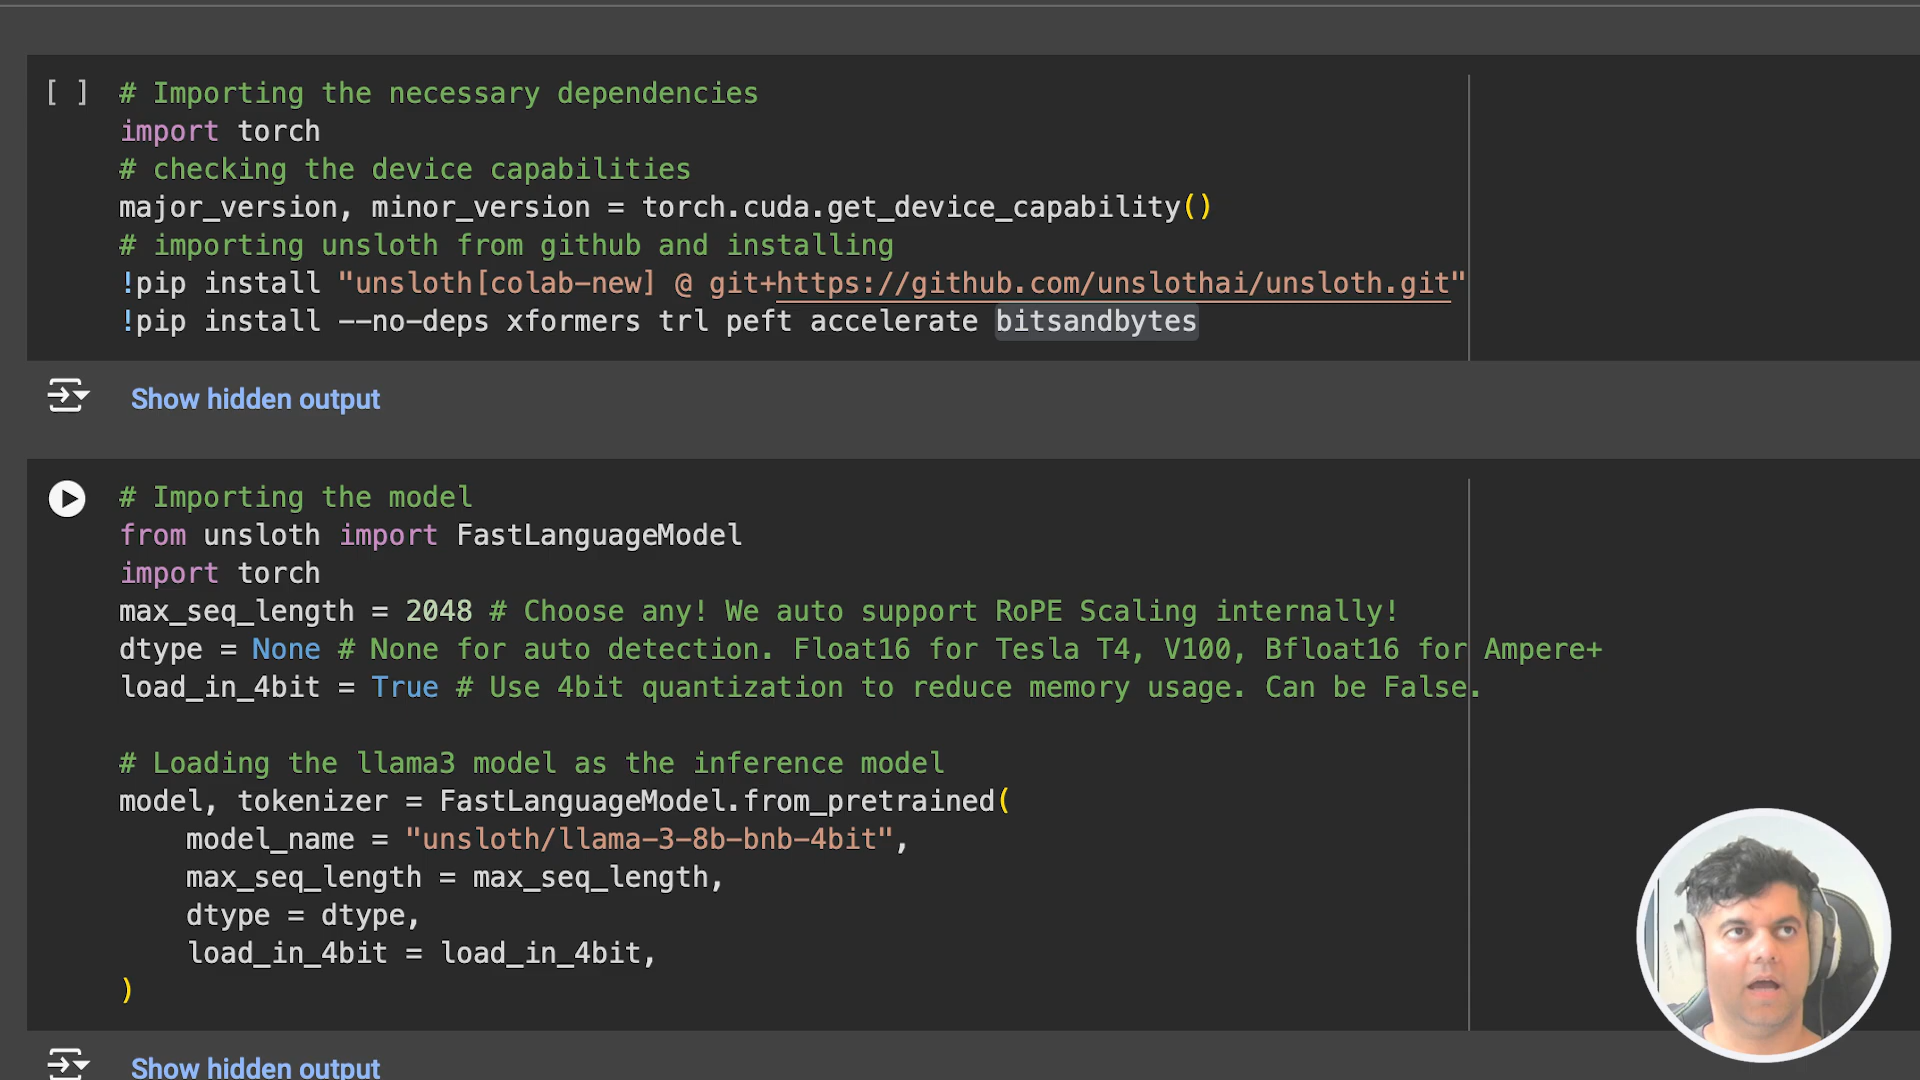 [ ] # Importing the necessary dependencies
import torch
# checking the device capabilities
major_version, minor_version = torch.cuda.get_device_capability()
# importing unsloth from github and installing
!pip install "unsloth[colab-new] @ git+https://github.com/unslothai/unsloth.git"
!pip install --no-deps xformers trl peft accelerate bitsandbytes
Show hidden output
# Importing the model
from unsloth import FastLanguageModel
import torch
max_seq_length = 2048 # Choose any! We auto support RoPE Scaling internally!
dtype = None # None for auto detection. Float16 for Tesla T4, V100, Bfloat16 for Ampere+
load_in_4bit = True # Use 4bit quantization to reduce memory usage. Can be False.
# Loading the llama3 model as the inference model
model, tokenizer = FastLanguageModel.from_pretrained(
    model_name = "unsloth/llama-3-8b-bnb-4bit",
    max_seq_length = max_seq_length,
    dtype = dtype,
    load_in_4bit = load_in_4bit,
)
Show hidden output